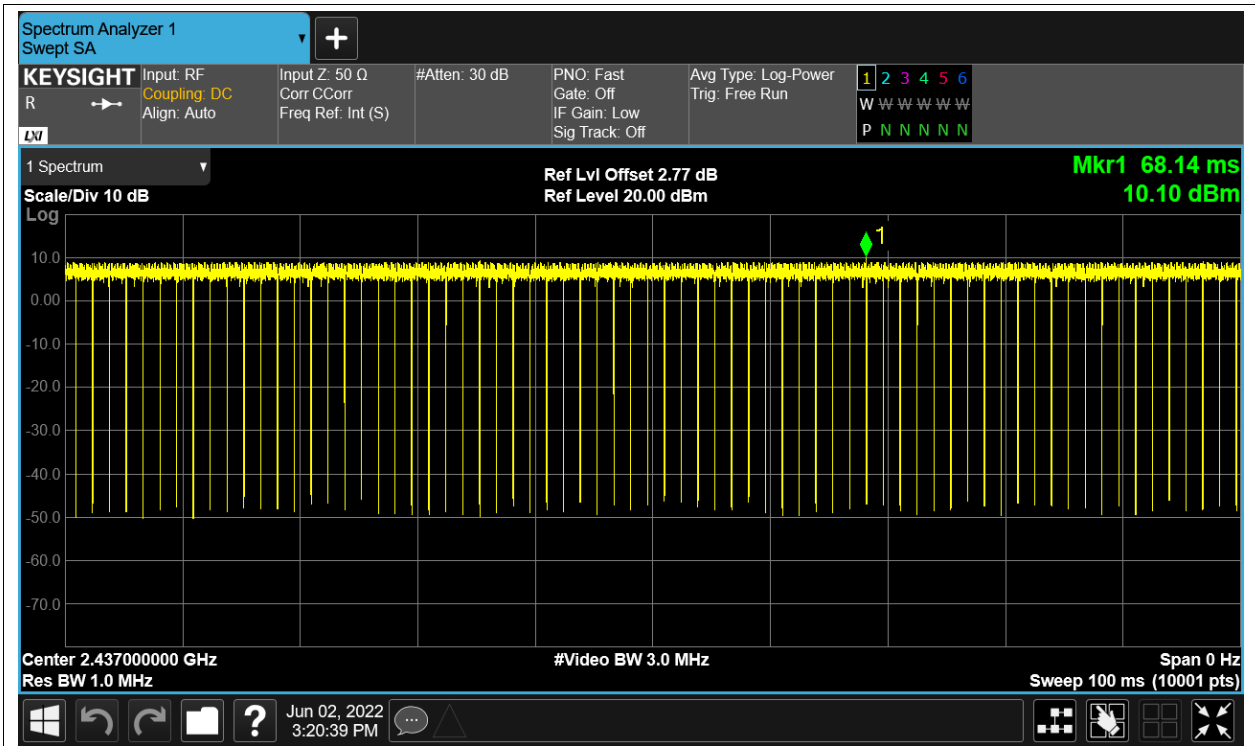 Spectrum Analyzer 1
Swept SA
▼
+
KEYSIGHT
R
LXI
Input: RF
Coupling: DC
Align: Auto
Input Z: 50 Ω
Corr CCorr
Freq Ref: Int (S)
#Atten: 30 dB
PNO: Fast
Gate: Off
IF Gain: Low
Sig Track: Off
Avg Type: Log-Power
Trig: Free Run
1 2 3 4 5 6
W W W W W W
P N N N N N
1 Spectrum ▼
Scale/Div 10 dB
Log
Ref Lvl Offset 2.77 dB
Ref Level 20.00 dBm
Mkr1 68.14 ms
10.10 dBm
1
10.0
0.00
-10.0
-20.0
-30.0
-40.0
-50.0
-60.0
-70.0
Center 2.437000000 GHz
Res BW 1.0 MHz
#Video BW 3.0 MHz
Span 0 Hz
Sweep 100 ms (10001 pts)
?
Jun 02, 2022
3:20:39 PM